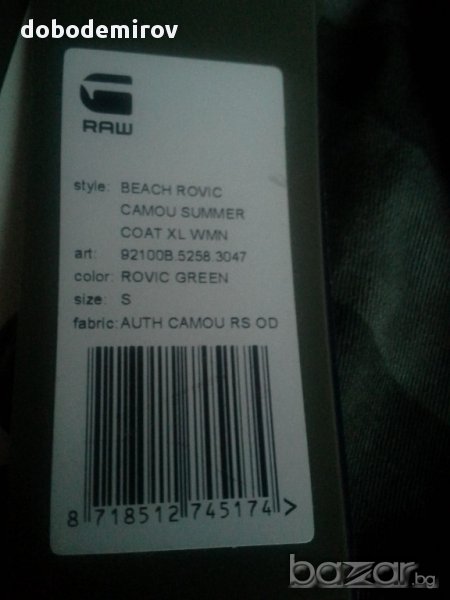 dobodemirov
RAW
style: BEACH ROVIC
CAMOU SUMMER
COAT XL WMN
art: 92100B.5258.3047
color: ROVIC GREEN
size: S
fabric: AUTH CAMOU RS OD
8 718512 745174 >
bazar.bg